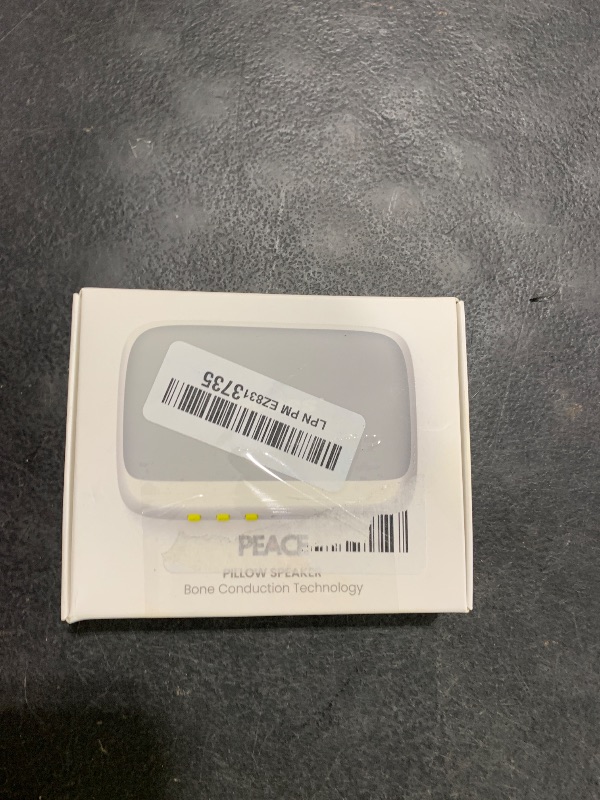 LPN PM EZ8313735
PEACE
PILLOW SPEAKER
Bone Conduction Technology